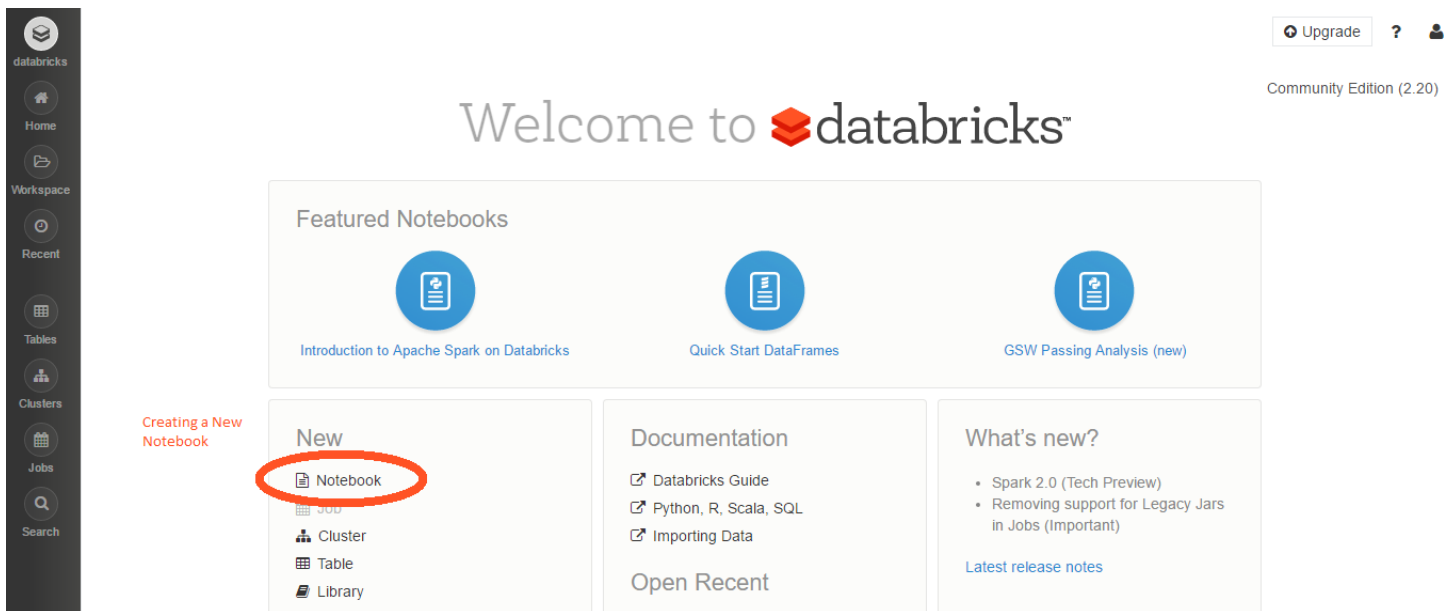 databricks
Home
Workspace
Recent
Tables
Clusters
Jobs
Search
Upgrade ?
Community Edition (2.20)
Welcome to databricks™
Featured Notebooks
Introduction to Apache Spark on Databricks
Quick Start DataFrames
GSW Passing Analysis (new)
Creating a New
Notebook
New
Notebook
Job
Cluster
Table
Library
Documentation
Databricks Guide
Python, R, Scala, SQL
Importing Data
Open Recent
What's new?
Spark 2.0 (Tech Preview)
Removing support for Legacy Jars
in Jobs (Important)
Latest release notes